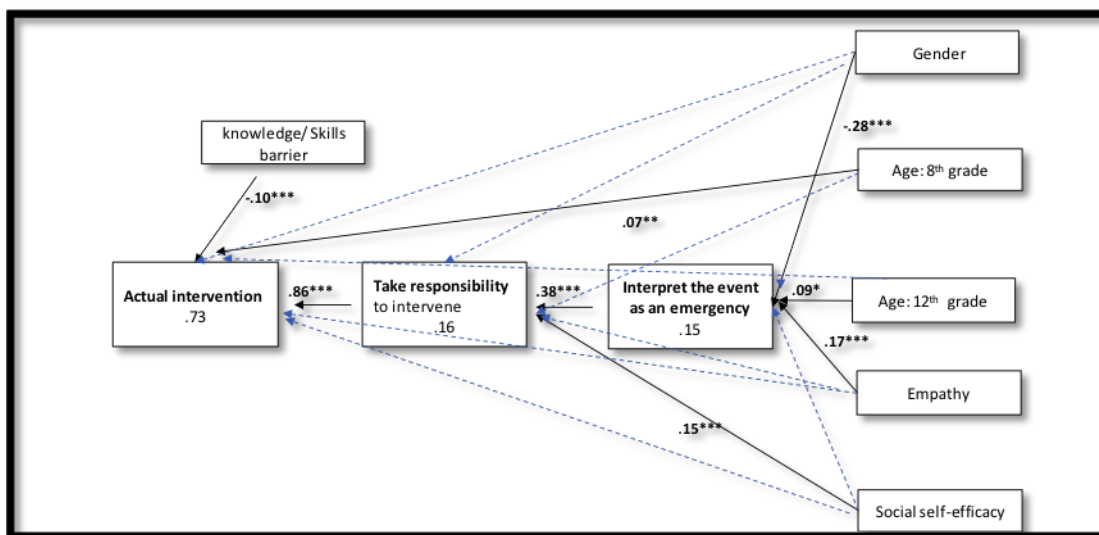 Gender
knowledge/ Skills
barrier
-.28***
Age: 8th grade
-.10***
.07**
Actual intervention
.73
.86***
Take responsibility
to intervene
.16
.38***
Interpret the event
as an emergency
.15
.09*
Age: 12th grade
.17***
Empathy
.15***
Social self-efficacy